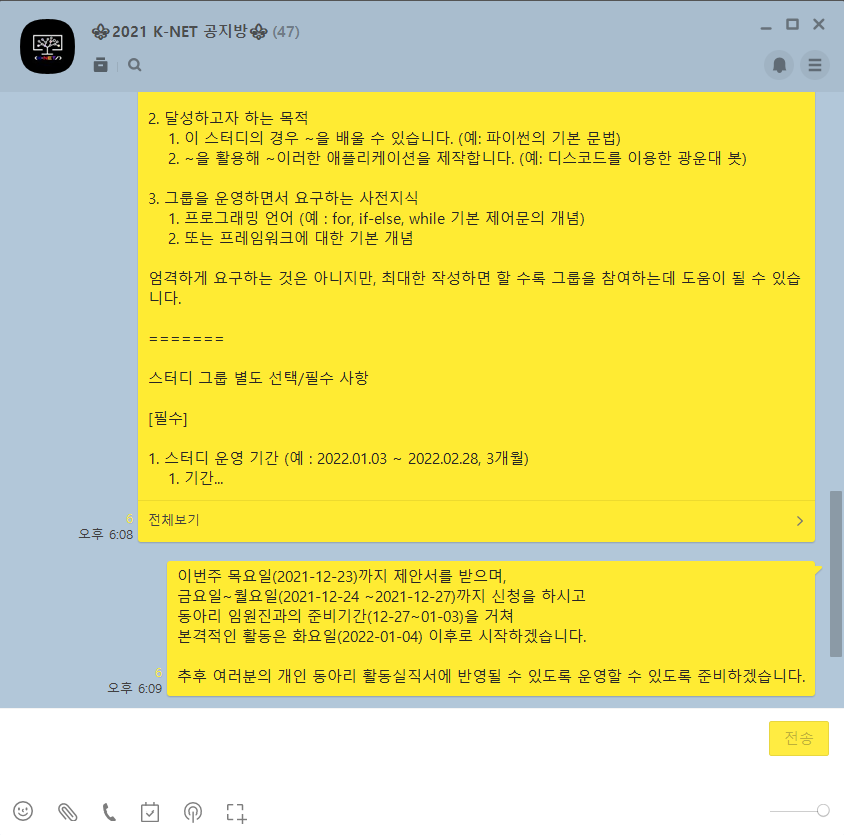 2021 K-NET 공지방 (47)
2. 달성하고자 하는 목적
1. 이 스터디의 경우 ~을 배울 수 있습니다. (예: 파이썬의 기본 문법)
2. ~을 활용해 ~이러한 애플리케이션을 제작합니다. (예: 디스코드를 이용한 광운대 봇)
3. 그룹을 운영하면서 요구하는 사전지식
1. 프로그래밍 언어 (예 : for, if-else, while 기본 제어문의 개념)
2. 또는 프레임워크에 대한 기본 개념
엄격하게 요구하는 것은 아니지만, 최대한 작성하면 할 수록 그룹을 참여하는데 도움이 될 수 있습
니다.
=======
스터디 그룹 별도 선택/필수 사항
[필수]
1. 스터디 운영 기간 (예 : 2022.01.03 ~ 2022.02.28, 3개월)
1. 기간...
전체보기
6
오후 6:08
이번주 목요일(2021-12-23)까지 제안서를 받으며,
금요일~월요일(2021-12-24 ~2021-12-27)까지 신청을 하시고
동아리 임원진과의 준비기간(12-27~01-03)을 거쳐
본격적인 활동은 화요일(2022-01-04) 이후로 시작하겠습니다.
추후 여러분의 개인 동아리 활동실직서에 반영될 수 있도록 운영할 수 있도록 준비하겠습니다.
6
오후 6:09
전송